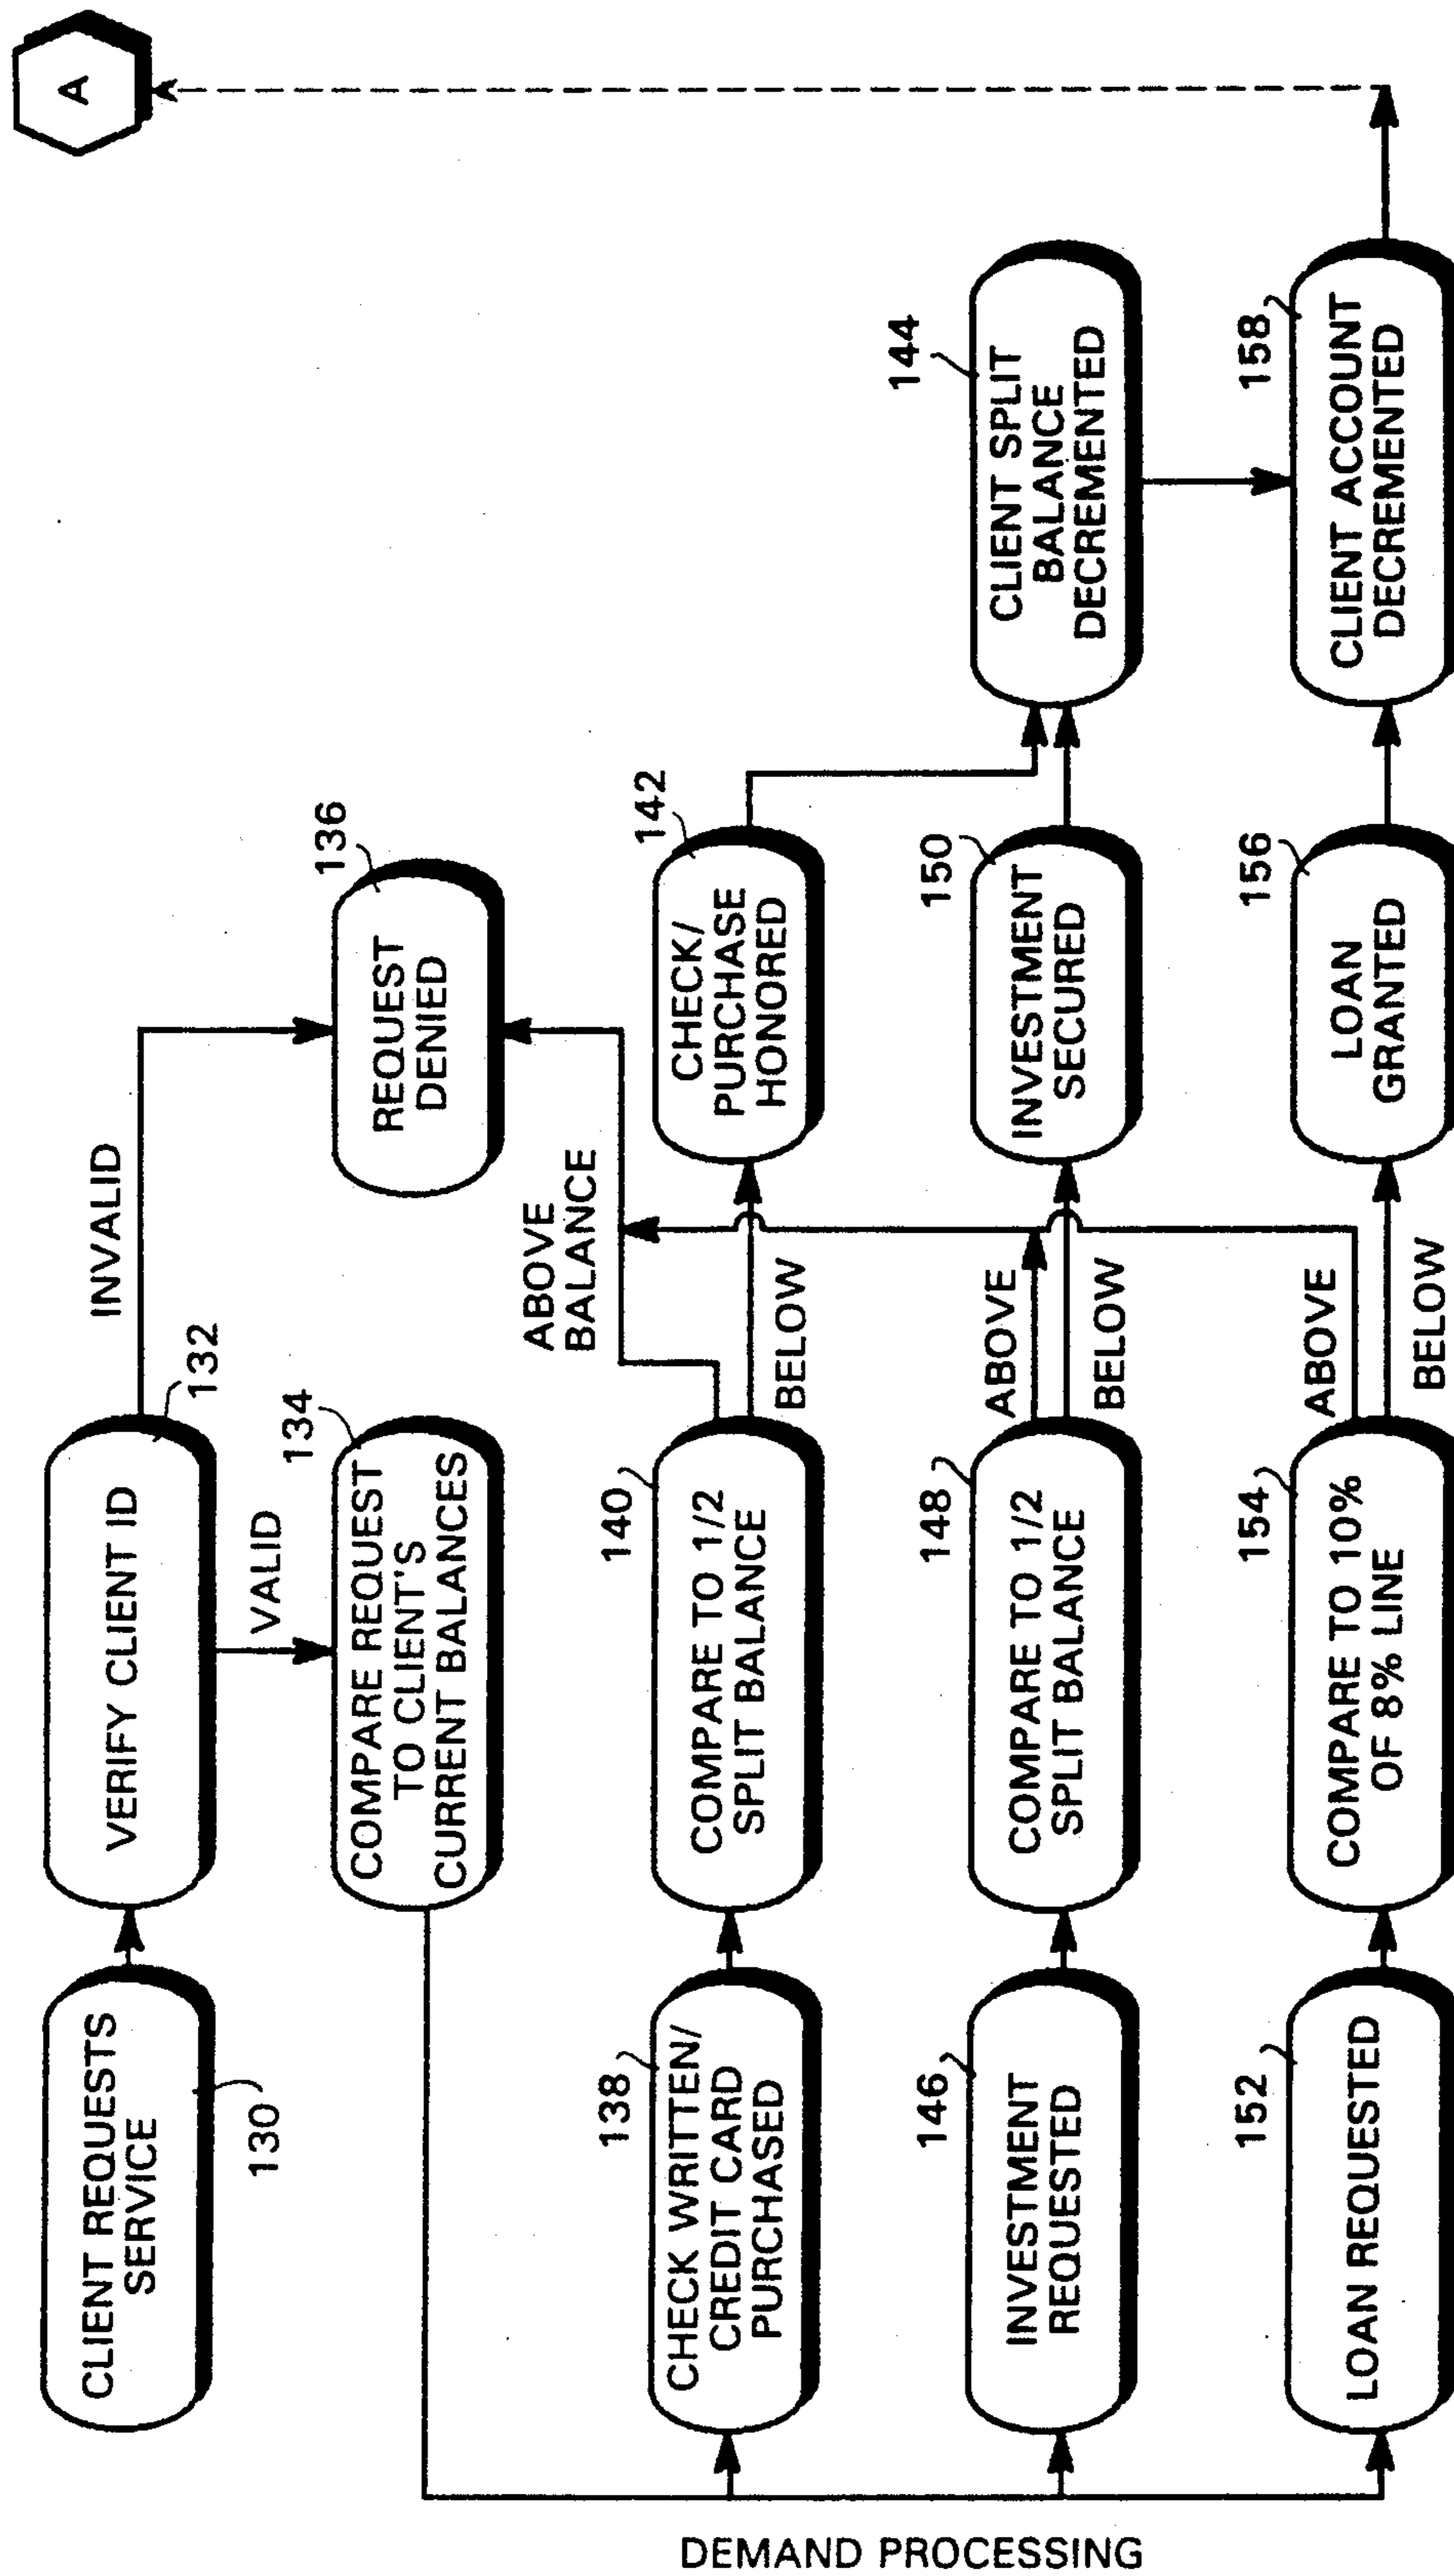 A
CLIENT REQUESTS
SERVICE
130
VERIFY CLIENT ID
132
INVALID
VALID
134
COMPARE REQUEST
TO CLIENT'S
CURRENT BALANCES
136
REQUEST
DENIED
ABOVE
BALANCE
138
CHECK WRITTEN/
CREDIT CARD
PURCHASED
140
COMPARE TO 1/2
SPLIT BALANCE
BELOW
142
CHECK/
PURCHASE
HONORED
144
CLIENT SPLIT
BALANCE
DECREMENTED
146
INVESTMENT
REQUESTED
148
COMPARE TO 1/2
SPLIT BALANCE
ABOVE
BELOW
150
INVESTMENT
SECURED
152
LOAN REQUESTED
154
COMPARE TO 10%
OF 8% LINE
ABOVE
BELOW
156
LOAN
GRANTED
158
CLIENT ACCOUNT
DECREMENTED
DEMAND PROCESSING